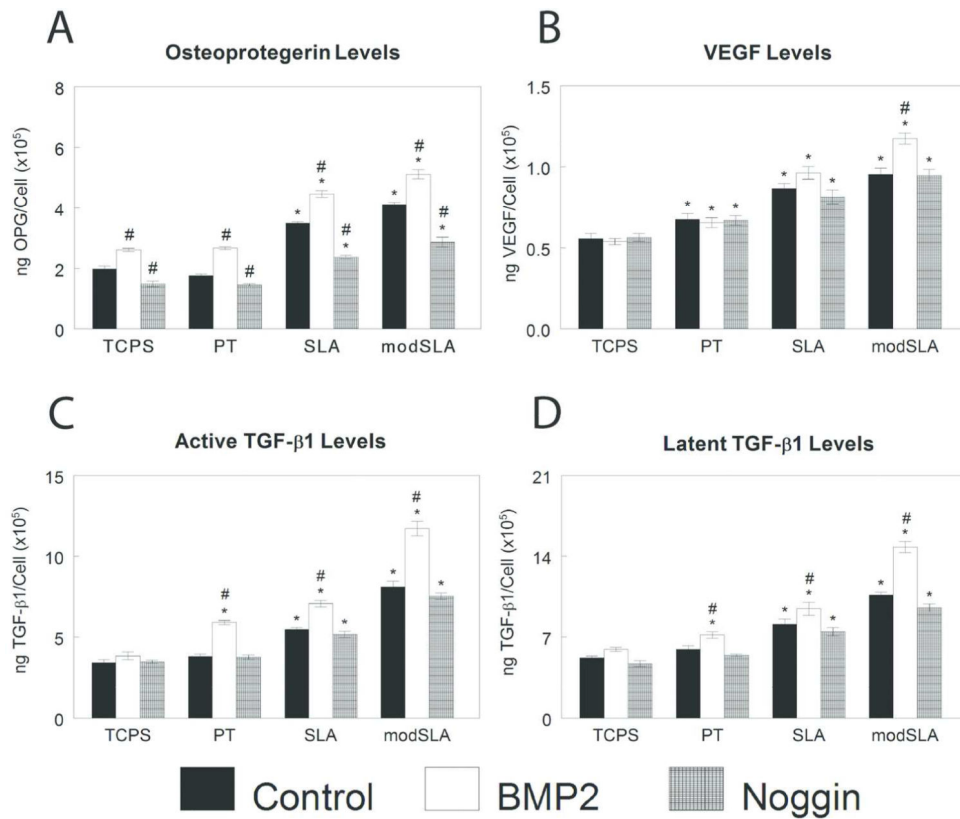 A
Osteoprotegerin Levels
ng OPG/Cell (x10⁵)
8
6
4
2
0
# # # #
* * # * * #
# # * *
TCPS PT SLA modSLA
B
VEGF Levels
ng VEGF/Cell (x10⁵)
1.5
1.0
0.5
0.0
#
* * * * * * * * *
TCPS PT SLA modSLA
C
Active TGF-β1 Levels
ng TGF-β1/Cell (x10⁵)
15
10
5
0
# # #
* * * * * * *
TCPS PT SLA modSLA
D
Latent TGF-β1 Levels
ng TGF-β1/Cell (x10⁵)
21
14
7
0
# # #
* * * * * * *
TCPS PT SLA modSLA
Control BMP2 Noggin